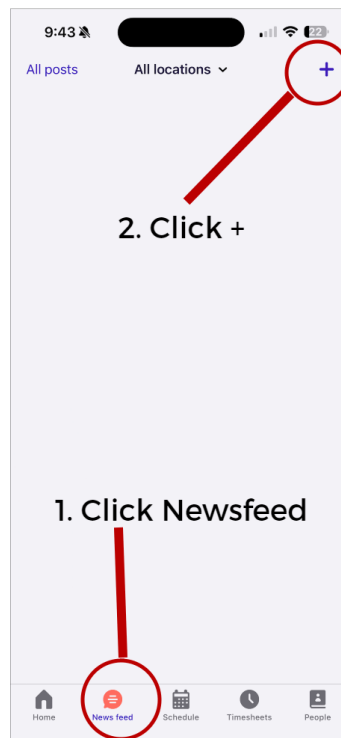 9:43
22
All posts
All locations
+
2. Click +
1. Click Newsfeed
Home
News feed
Schedule
Timesheets
People